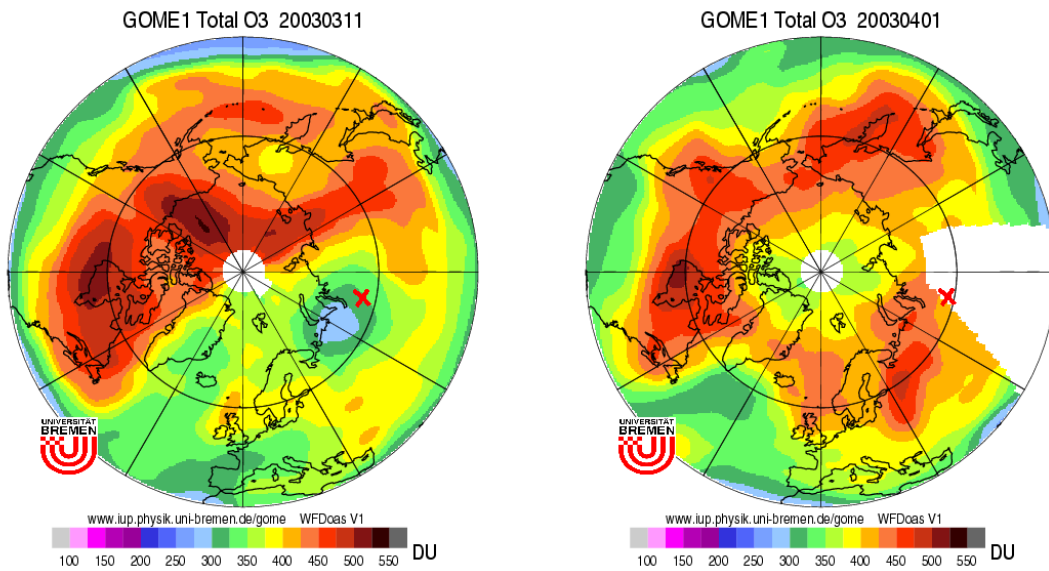 GOME1 Total O3 20030311
UNIVERSITÄT
BREMEN
www.iup.physik.uni-bremen.de/gome WFDoas V1
DU
100 150 200 250 300 350 400 450 500 550
GOME1 Total O3 20030401
UNIVERSITÄT
BREMEN
www.iup.physik.uni-bremen.de/gome WFDoas V1
DU
100 150 200 250 300 350 400 450 500 550